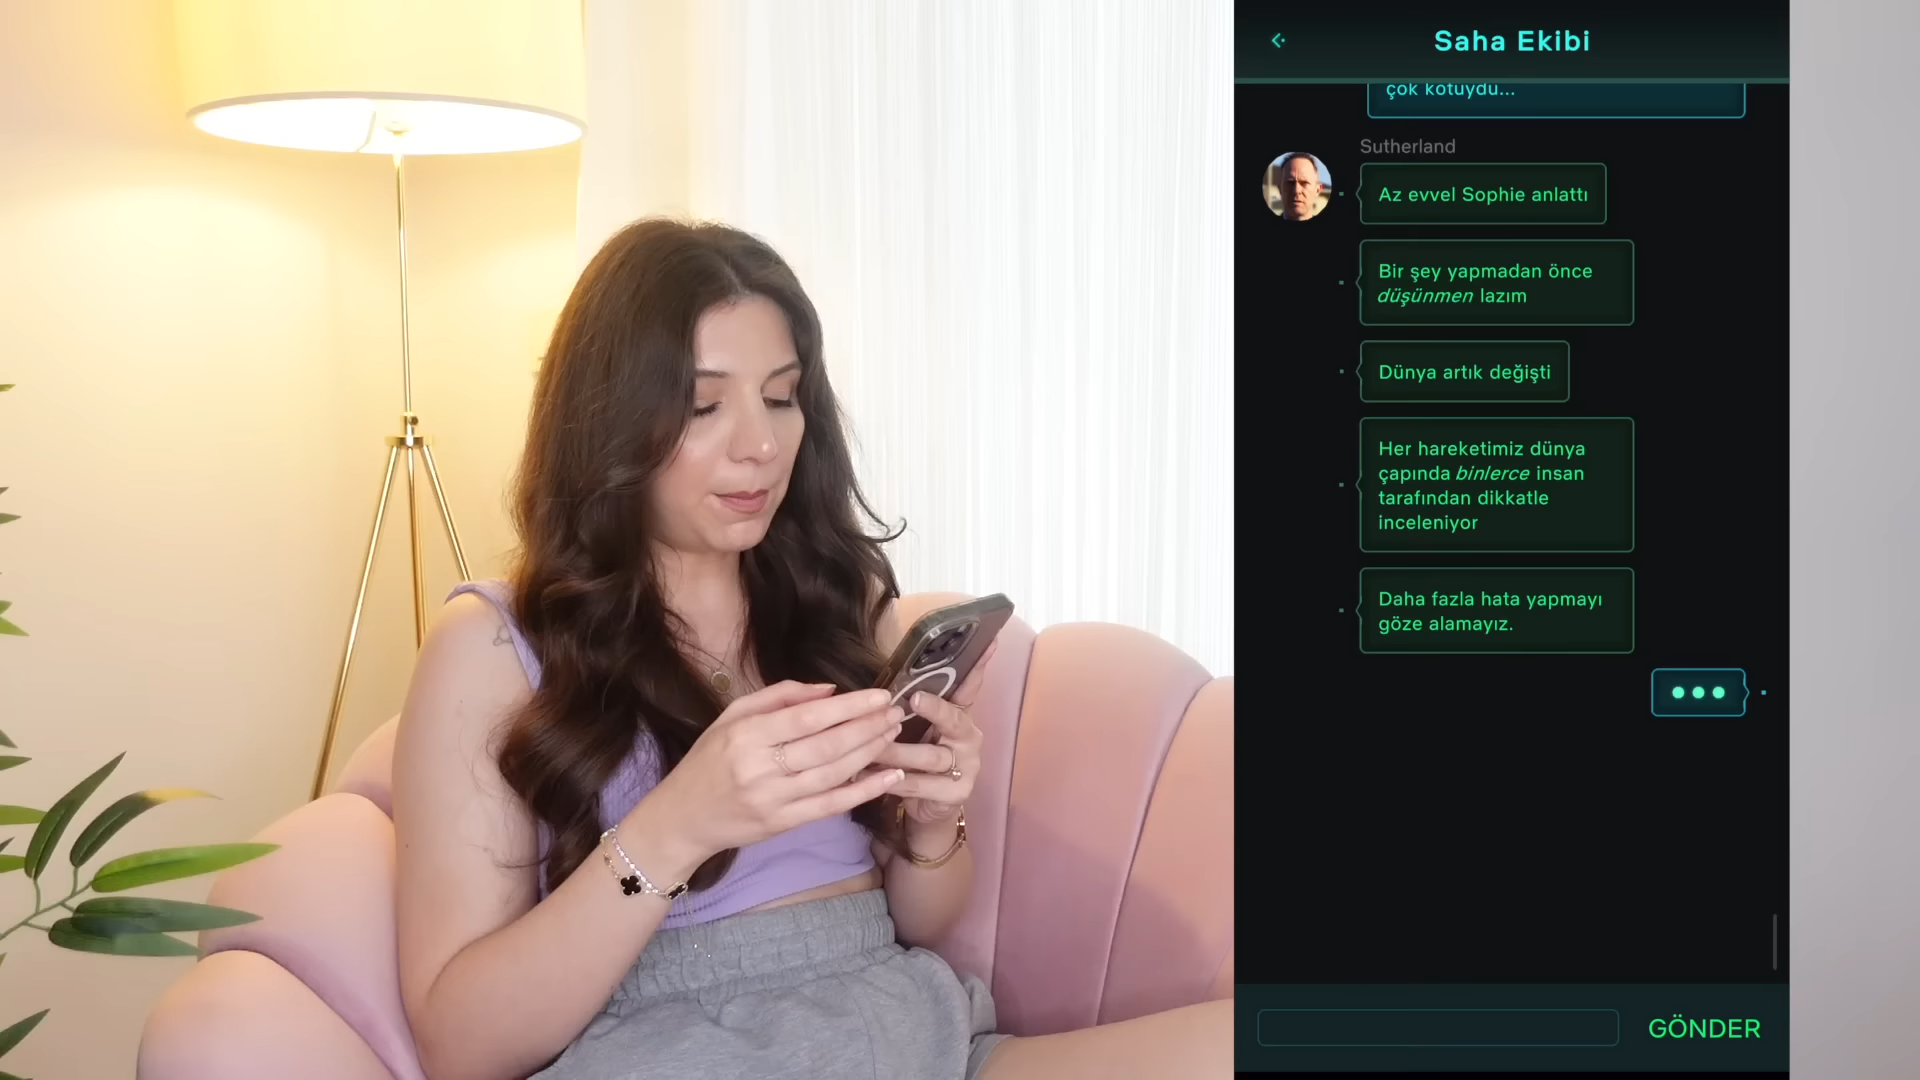 Saha Ekibi
çok kötüydü...
Sutherland
Az evvel Sophie anlattı
Bir şey yapmadan önce
düşünmen lazım
Dünya artık değişti
Her hareketimiz dünya
çapında binlerce insan
tarafından dikkatle
inceleniyor
Daha fazla hata yapmayı
göze alamayız.
GÖNDER